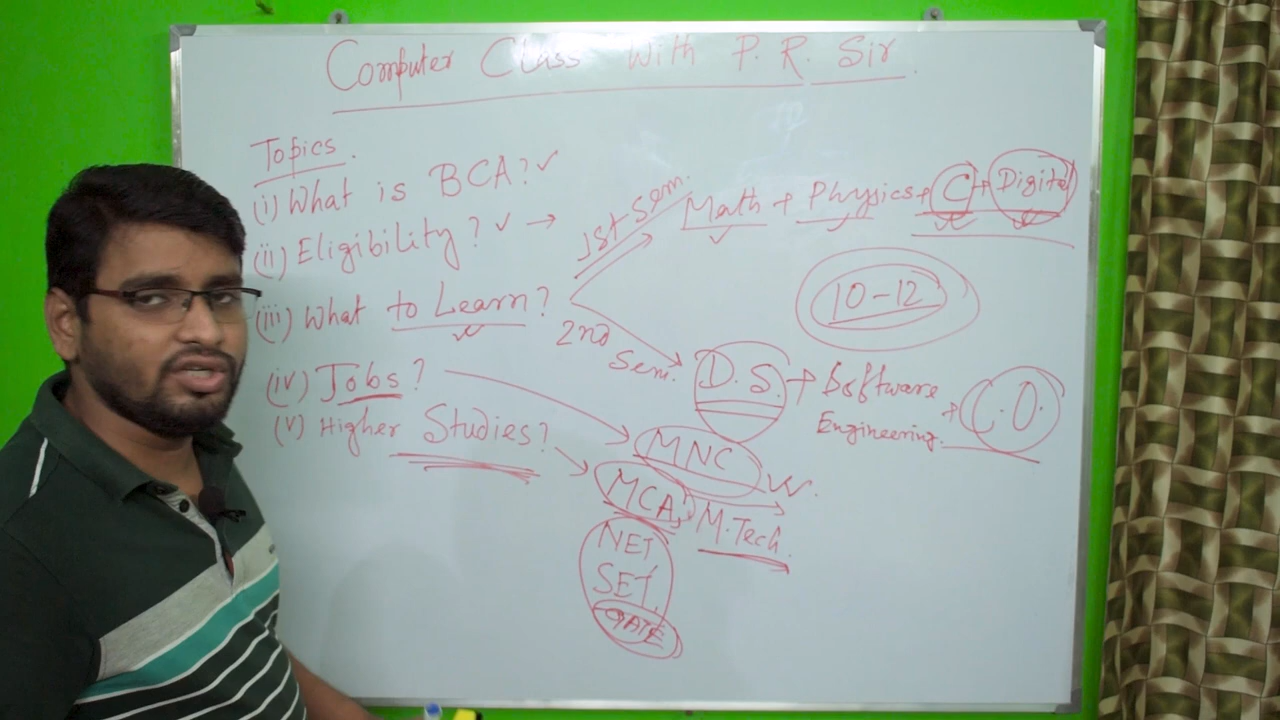 Computer Class With P. R. Sir.
Topics.
(i) What is BCA? ✓
(ii) Eligibility? ✓ →
(iii) What to Learn?
(iv) Jobs?
(v) Higher Studies?
1st Sem.
Math + Physics + C + Digital
10-12
2nd Sem.
D.S. + Software
Engineering. + C.O.
MNC
MCA, M.Tech.
NET
SET,
GATE